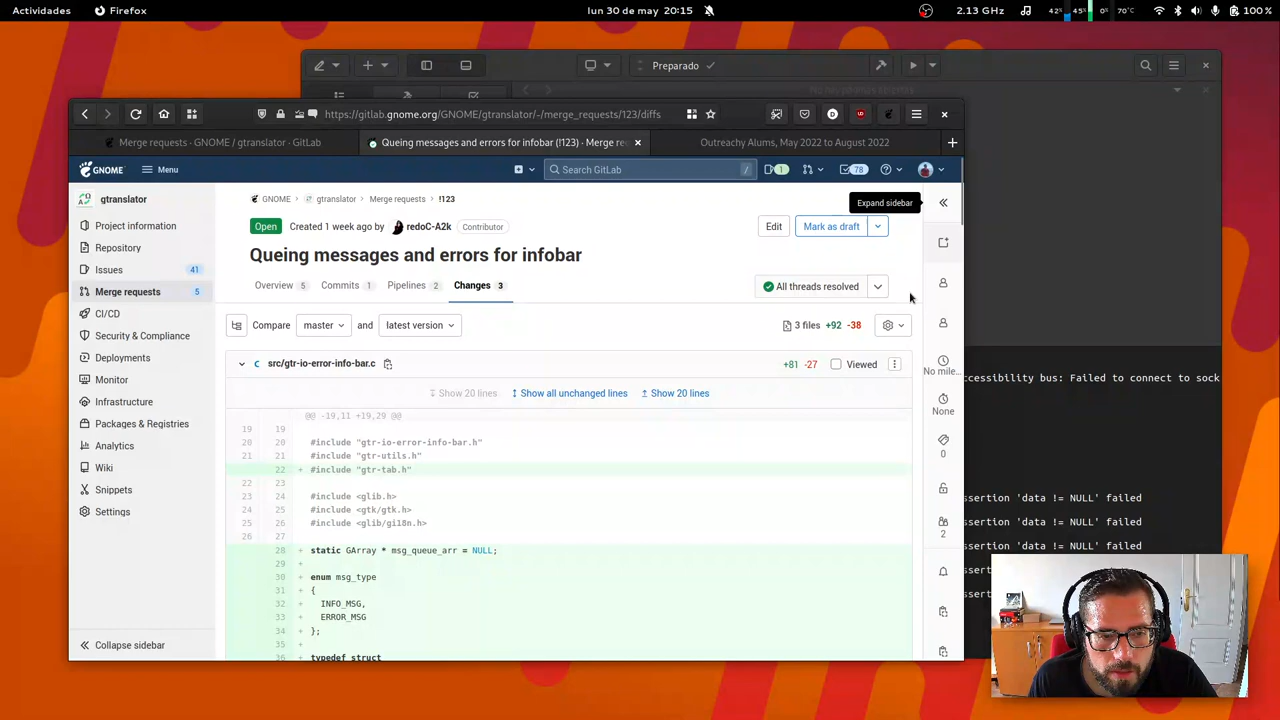 Actividades Firefox lun 30 de may 20:15 2.13 GHz 42% 45% 0% 70°C 100 %
Preparado
https://gitlab.gnome.org/GNOME/gtranslator/-/merge_requests/123/diffs
Merge requests · GNOME / gtranslator · GitLab
Queing messages and errors for infobar (!123) · Merge re
Outreachy Alums, May 2022 to August 2022
GNOME Menu Search GitLab / 1 78
gtranslator
Project information
Repository
Issues 41
Merge requests 5
CI/CD
Security & Compliance
Deployments
Monitor
Infrastructure
Packages & Registries
Analytics
Wiki
Snippets
Settings
Collapse sidebar
GNOME gtranslator Merge requests !123
Expand sidebar
Open Created 1 week ago by redoC-A2k Contributor Edit Mark as draft
Queing messages and errors for infobar
Overview 5 Commits 1 Pipelines 2 Changes 3 All threads resolved
Compare master and latest version 3 files +92 -38
src/gtr-io-error-info-bar.c +81 -27 Viewed
Show 20 lines Show all unchanged lines Show 20 lines
@@ -19,11 +19,29 @@
19 19
20 20 #include "gtr-io-error-info-bar.h"
21 21 #include "gtr-utils.h"
22 + #include "gtr-tab.h"
22 23
23 24 #include <glib.h>
24 25 #include <gtk/gtk.h>
25 26 #include <glib/gi18n.h>
26 27
28 + static GArray * msg_queue_arr = NULL;
29 +
30 + enum msg_type
31 + {
32 + INFO_MSG,
33 + ERROR_MSG
34 + };
35 +
36 + typedef struct
No mile...
None
0
2
ccessibility bus: Failed to connect to sock
ssertion 'data != NULL' failed
ssertion 'data != NULL' failed
ssertion 'data != NULL' failed